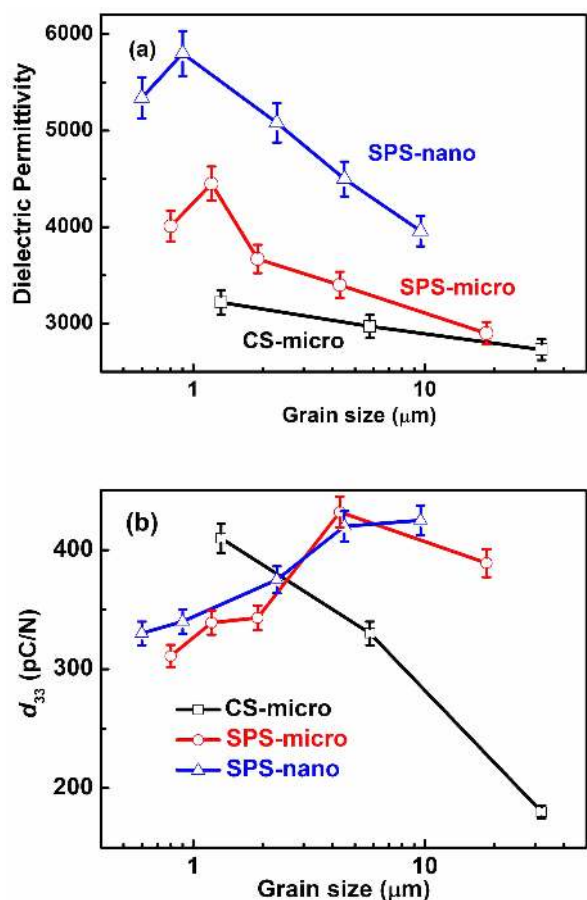 6000
(a)
5000
SPS-nano
4000
SPS-micro
3000
CS-micro
Dielectric Permittivity
1
10
Grain size (μm)
(b)
400
300
CS-micro
SPS-micro
SPS-nano
200
d33 (pC/N)
1
10
Grain size (μm)